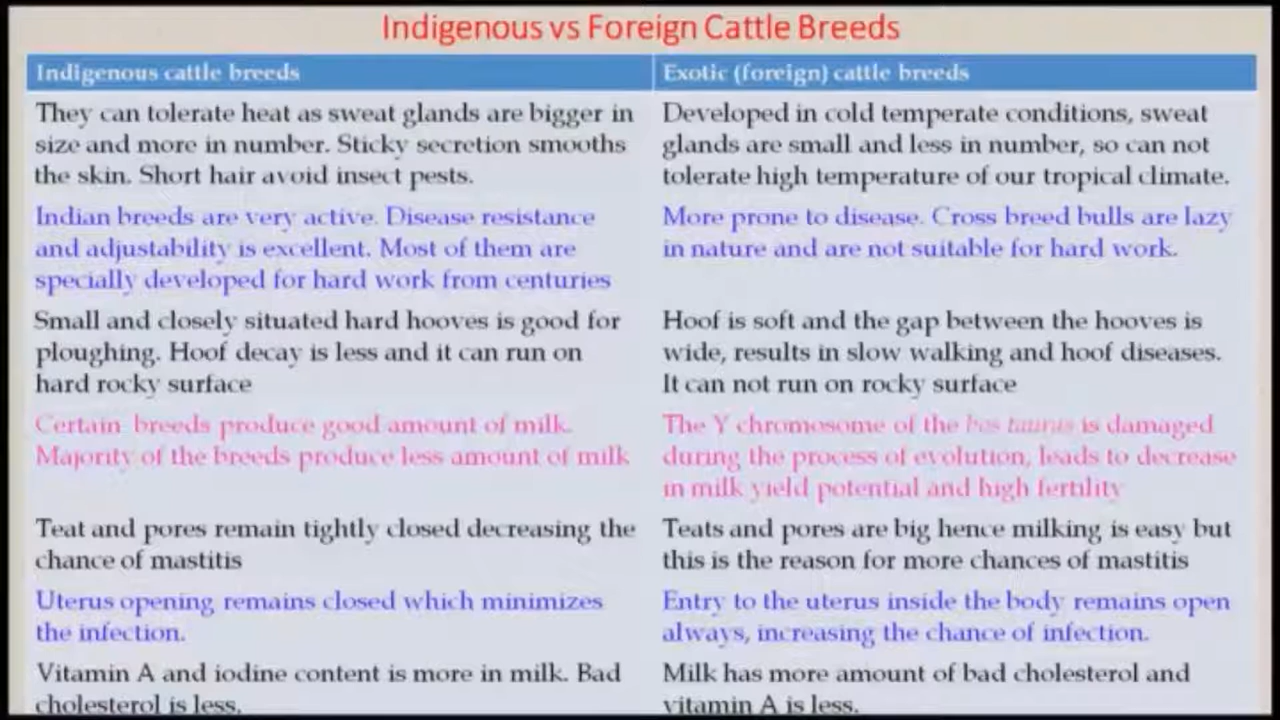 Indigenous vs Foreign Cattle Breeds
Indigenous cattle breeds
Exotic (foreign) cattle breeds
They can tolerate heat as sweat glands are bigger in
size and more in number. Sticky secretion smooths
the skin. Short hair avoid insect pests.
Developed in cold temperate conditions, sweat
glands are small and less in number, so can not
tolerate high temperature of our tropical climate.
Indian breeds are very active. Disease resistance
and adjustability is excellent. Most of them are
specially developed for hard work from centuries
More prone to disease. Cross breed bulls are lazy
in nature and are not suitable for hard work.
Small and closely situated hard hooves is good for
ploughing. Hoof decay is less and it can run on
hard rocky surface
Hoof is soft and the gap between the hooves is
wide, results in slow walking and hoof diseases.
It can not run on rocky surface
Certain breeds produce good amount of milk.
Majority of the breeds produce less amount of milk
The Y chromosome of the bos taurus is damaged
during the process of evolution, leads to decrease
in milk yield potential and high fertility
Teat and pores remain tightly closed decreasing the
chance of mastitis
Teats and pores are big hence milking is easy but
this is the reason for more chances of mastitis
Uterus opening remains closed which minimizes
the infection.
Entry to the uterus inside the body remains open
always, increasing the chance of infection.
Vitamin A and iodine content is more in milk. Bad
cholesterol is less.
Milk has more amount of bad cholesterol and
vitamin A is less.